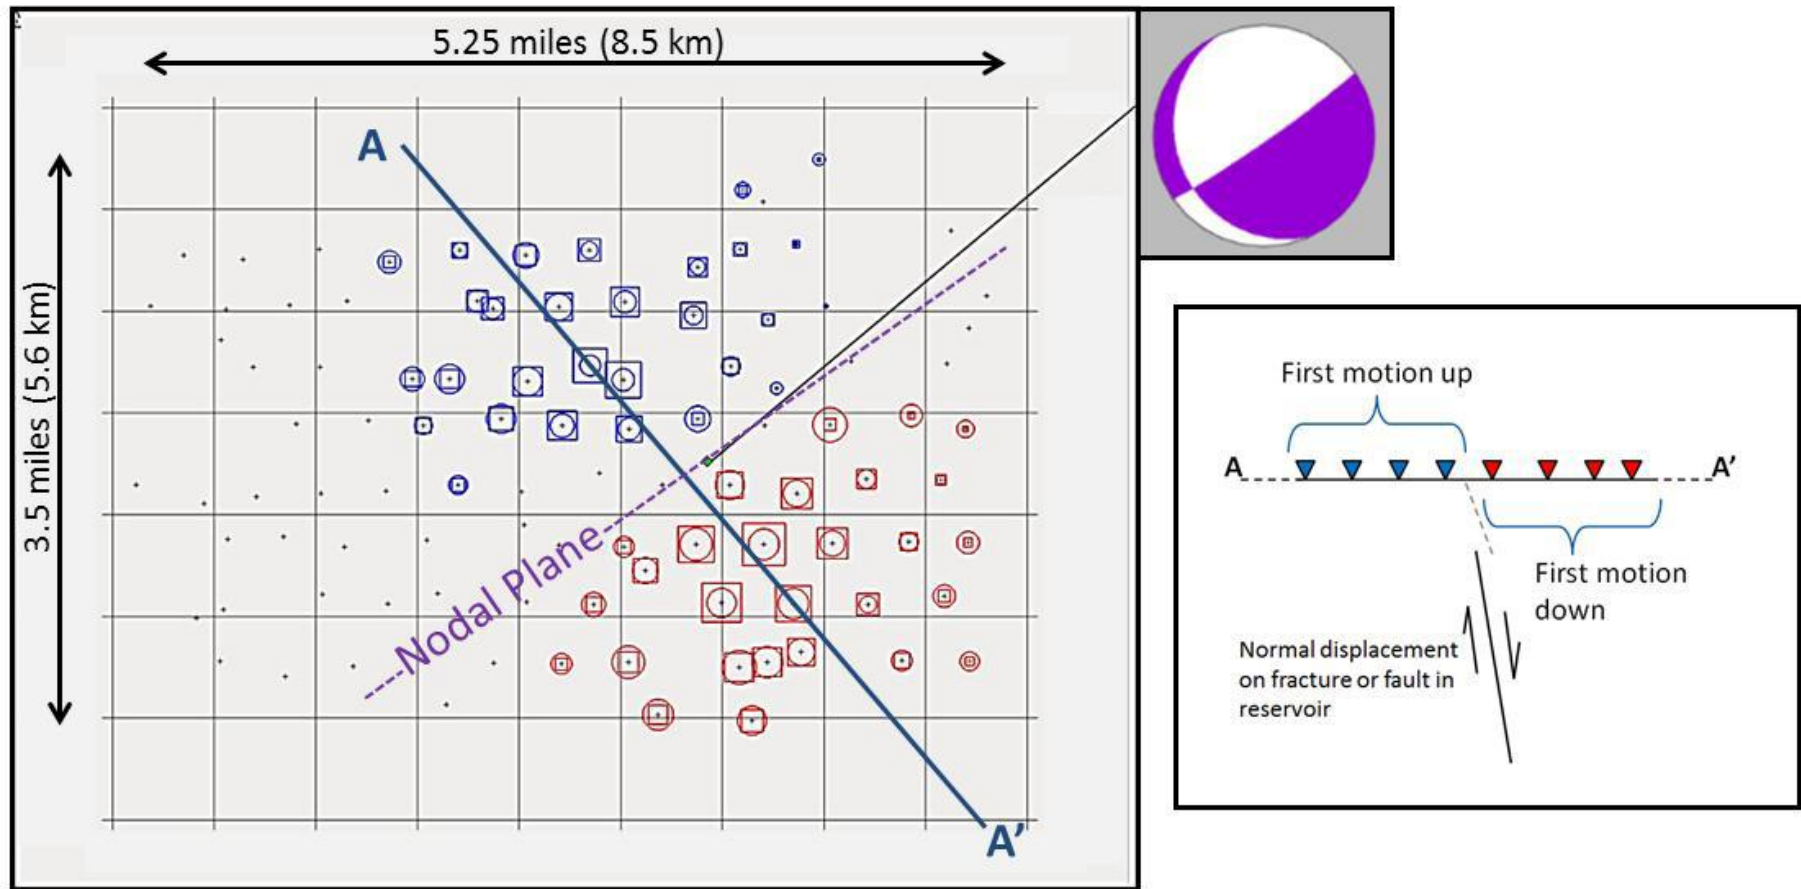 5.25 miles (8.5 km)
3.5 miles (5.6 km)
A
Nodal Plane
A'
First motion up
A
A'
First motion
down
Normal displacement
on fracture or fault in
reservoir